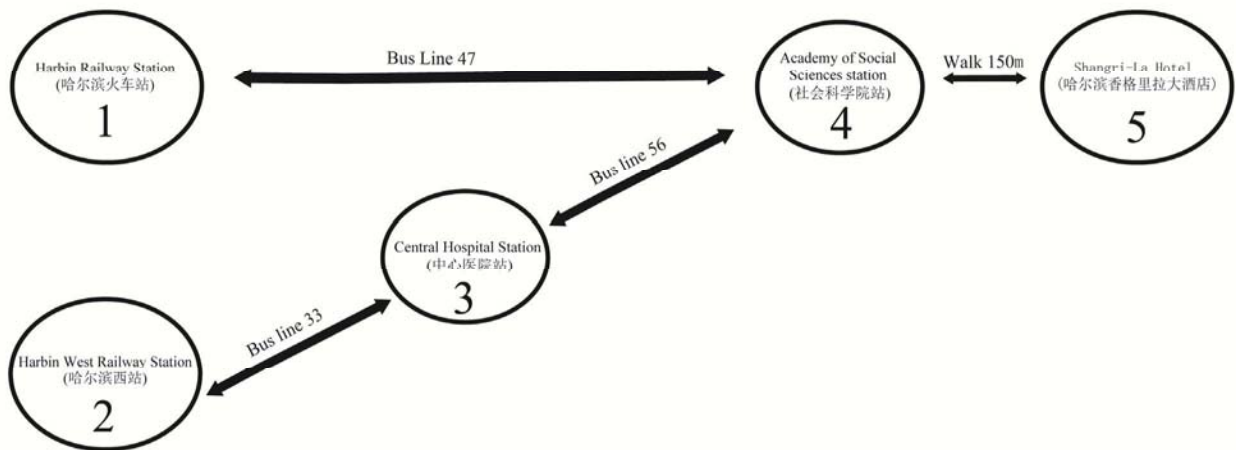 Harbin Railway Station
(哈尔滨火车站)
1
Bus Line 47
Academy of Social
Sciences station
(社会科学院站)
4
Walk 150m
Shangri-La Hotel
(哈尔滨香格里拉大酒店)
5
Bus line 56
Central Hospital Station
(中心医院站)
3
Bus line 33
Harbin West Railway Station
(哈尔滨西站)
2